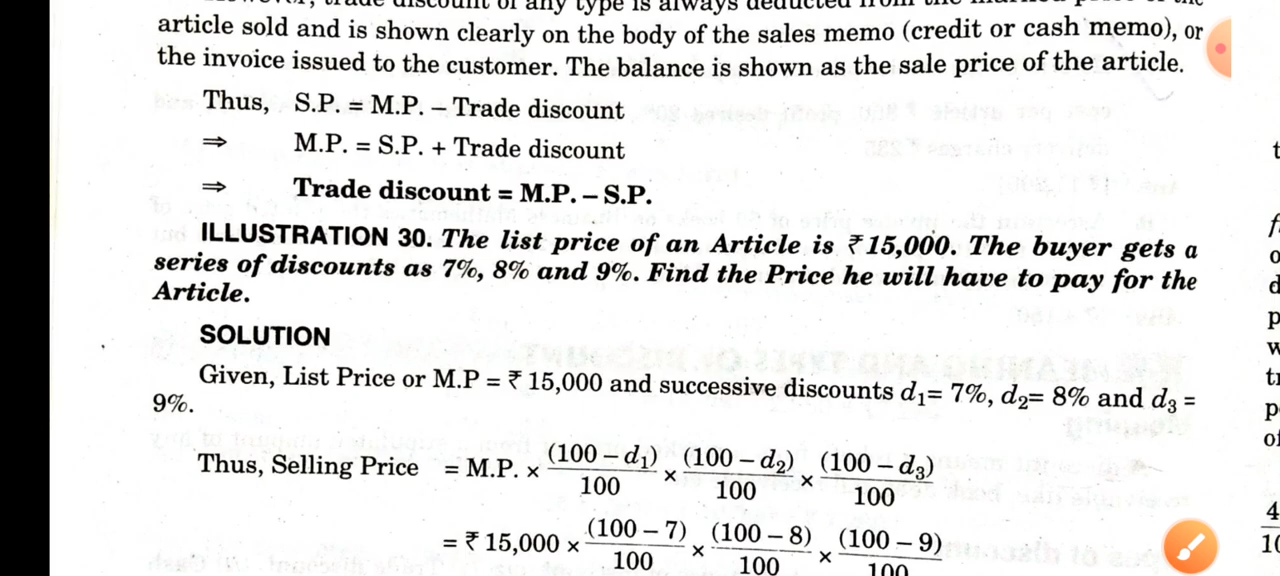 article sold and is shown clearly on the body of the sales memo (credit or cash memo), or
the invoice issued to the customer. The balance is shown as the sale price of the article.
Thus, S.P. = M.P. – Trade discount
⇒ M.P. = S.P. + Trade discount
⇒ Trade discount = M.P. – S.P.
ILLUSTRATION 30. The list price of an Article is ₹15,000. The buyer gets a
series of discounts as 7%, 8% and 9%. Find the Price he will have to pay for the
Article.
SOLUTION
Given, List Price or M.P = ₹ 15,000 and successive discounts d₁= 7%, d₂= 8% and d₃ =
9%.
Thus, Selling Price = M.P. × (100 – d₁)/100 × (100 – d₂)/100 × (100 – d₃)/100
= ₹ 15,000 × (100 – 7)/100 × (100 – 8)/100 × (100 – 9)/100